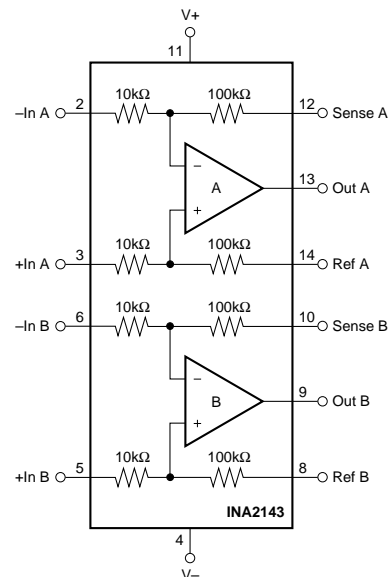 V+
11
10kΩ 100kΩ
–In A 2 12 Sense A
–
A 13 Out A
+
10kΩ 100kΩ
+In A 3 14 Ref A
10kΩ 100kΩ
–In B 6 10 Sense B
–
B 9 Out B
+
10kΩ 100kΩ
+In B 5 8 Ref B
INA2143
4
V–